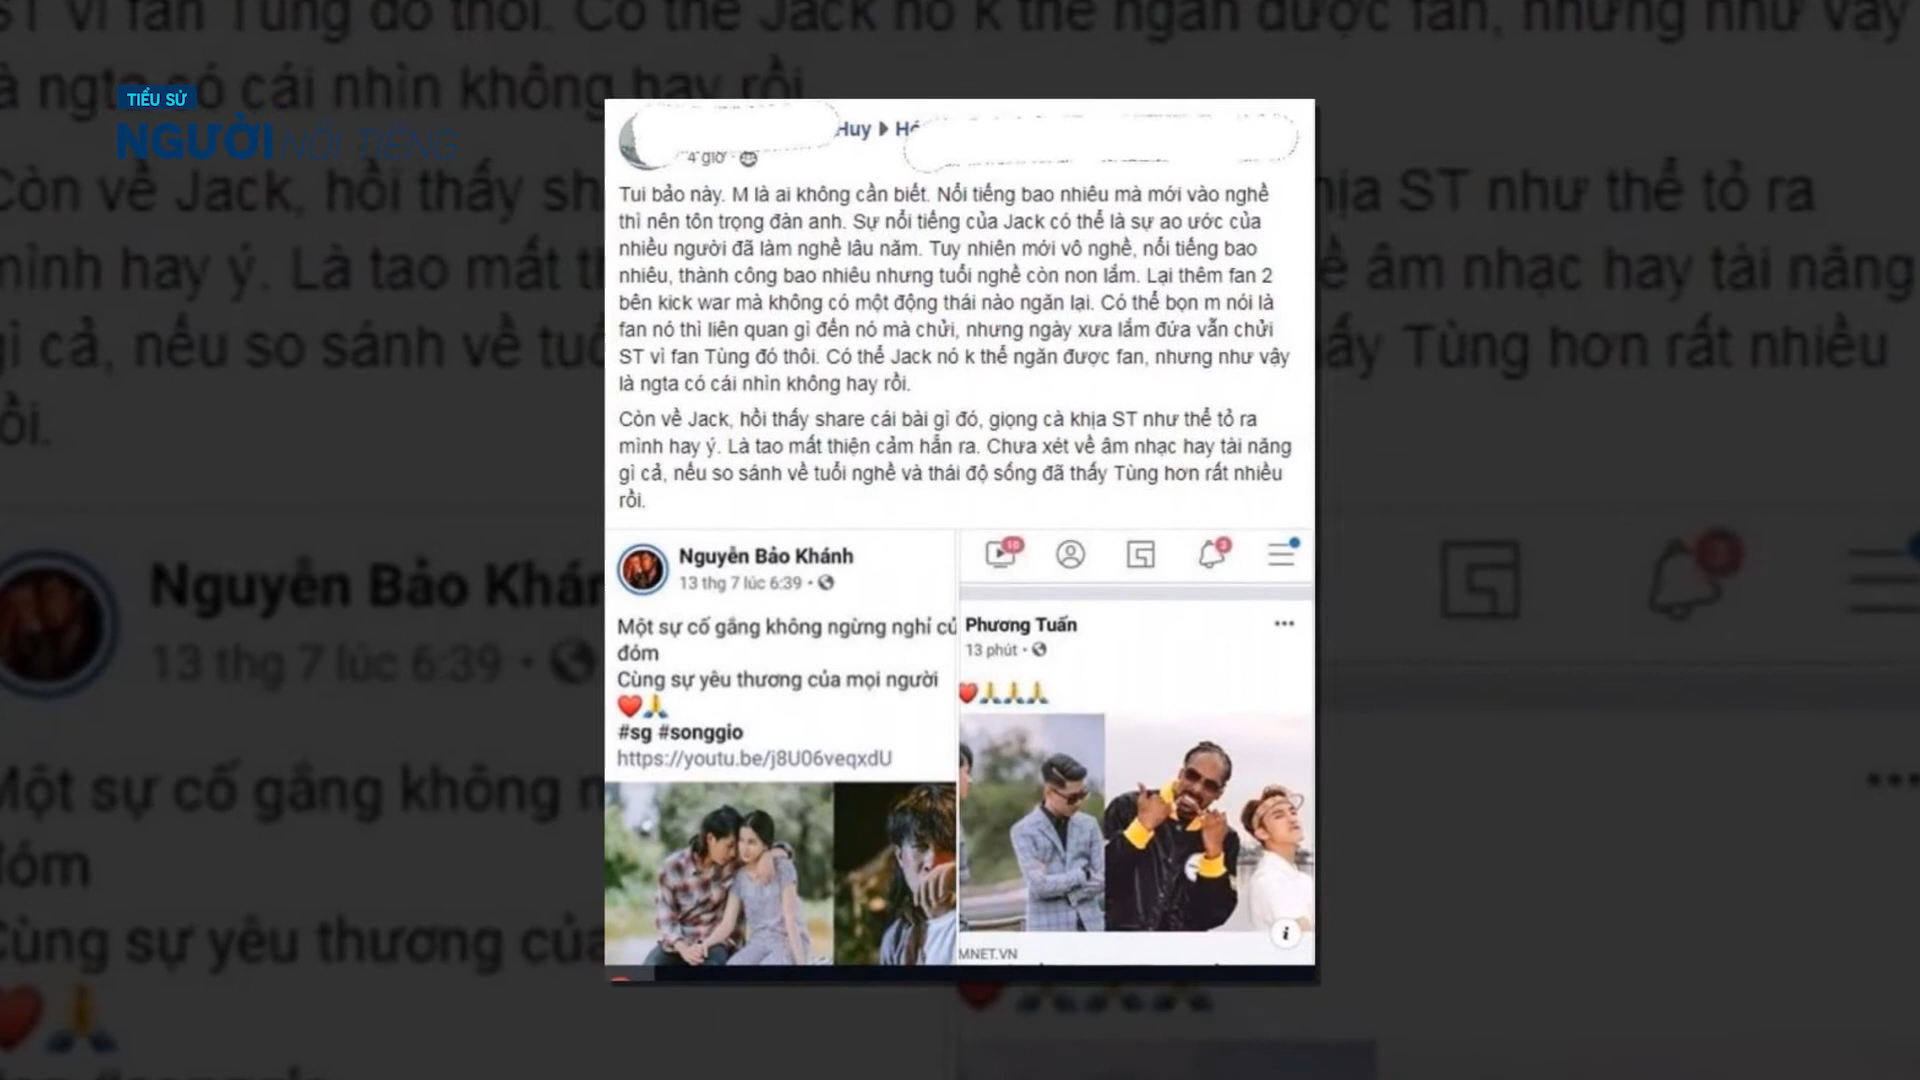 TIỂU SỬ
NGƯỜI NỔI TIẾNG
Huy
4 giờ
Tui bảo này. M là ai không cần biết. Nổi tiếng bao nhiêu mà mới vào nghề
thì nên tôn trọng đàn anh. Sự nổi tiếng của Jack có thể là sự ao ước của
nhiều người đã làm nghề lâu năm. Tuy nhiên mới vô nghề, nổi tiếng bao
nhiêu, thành công bao nhiêu nhưng tuổi nghề còn non lắm. Lại thêm fan 2
bên kick war mà không có một động thái nào ngăn lại. Có thể bọn m nói là
fan nó thì liên quan gì đến nó mà chửi, nhưng ngày xưa lắm đứa vẫn chửi
ST vì fan Tùng đó thôi. Có thể Jack nó k thể ngăn được fan, nhưng như vậy
là ngta có cái nhìn không hay rồi.
Còn về Jack, hồi thấy share cái bài gì đó, giọng cà khịa ST như thể tỏ ra
mình hay ý. Là tao mất thiện cảm hẳn ra. Chưa xét về âm nhạc hay tài năng
gì cả, nếu so sánh về tuổi nghề và thái độ sống đã thấy Tùng hơn rất nhiều
rồi.
Nguyễn Bảo Khánh
13 thg 7 lúc 6:39
Một sự cố gắng không ngừng nghỉ củ
đóm
Cùng sự yêu thương của mọi người
❤️🙏
#sg #songgio
https://youtu.be/j8U06veqxdU
10
3
Phương Tuấn
13 phút
❤️🙏🙏🙏
MNET.VN